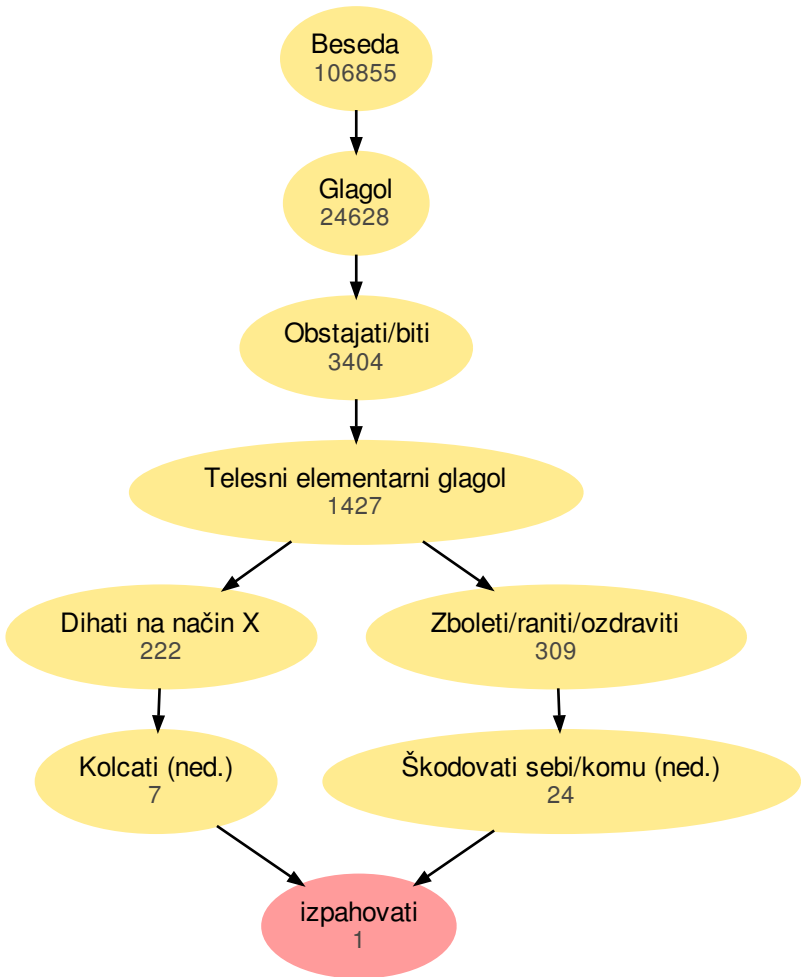 Beseda
106855
Glagol
24628
Obstajati/biti
3404
Telesni elementarni glagol
1427
Dihati na način X
222
Zboleti/raniti/ozdraviti
309
Kolcati (ned.)
7
Škodovati sebi/komu (ned.)
24
izpahovati
1